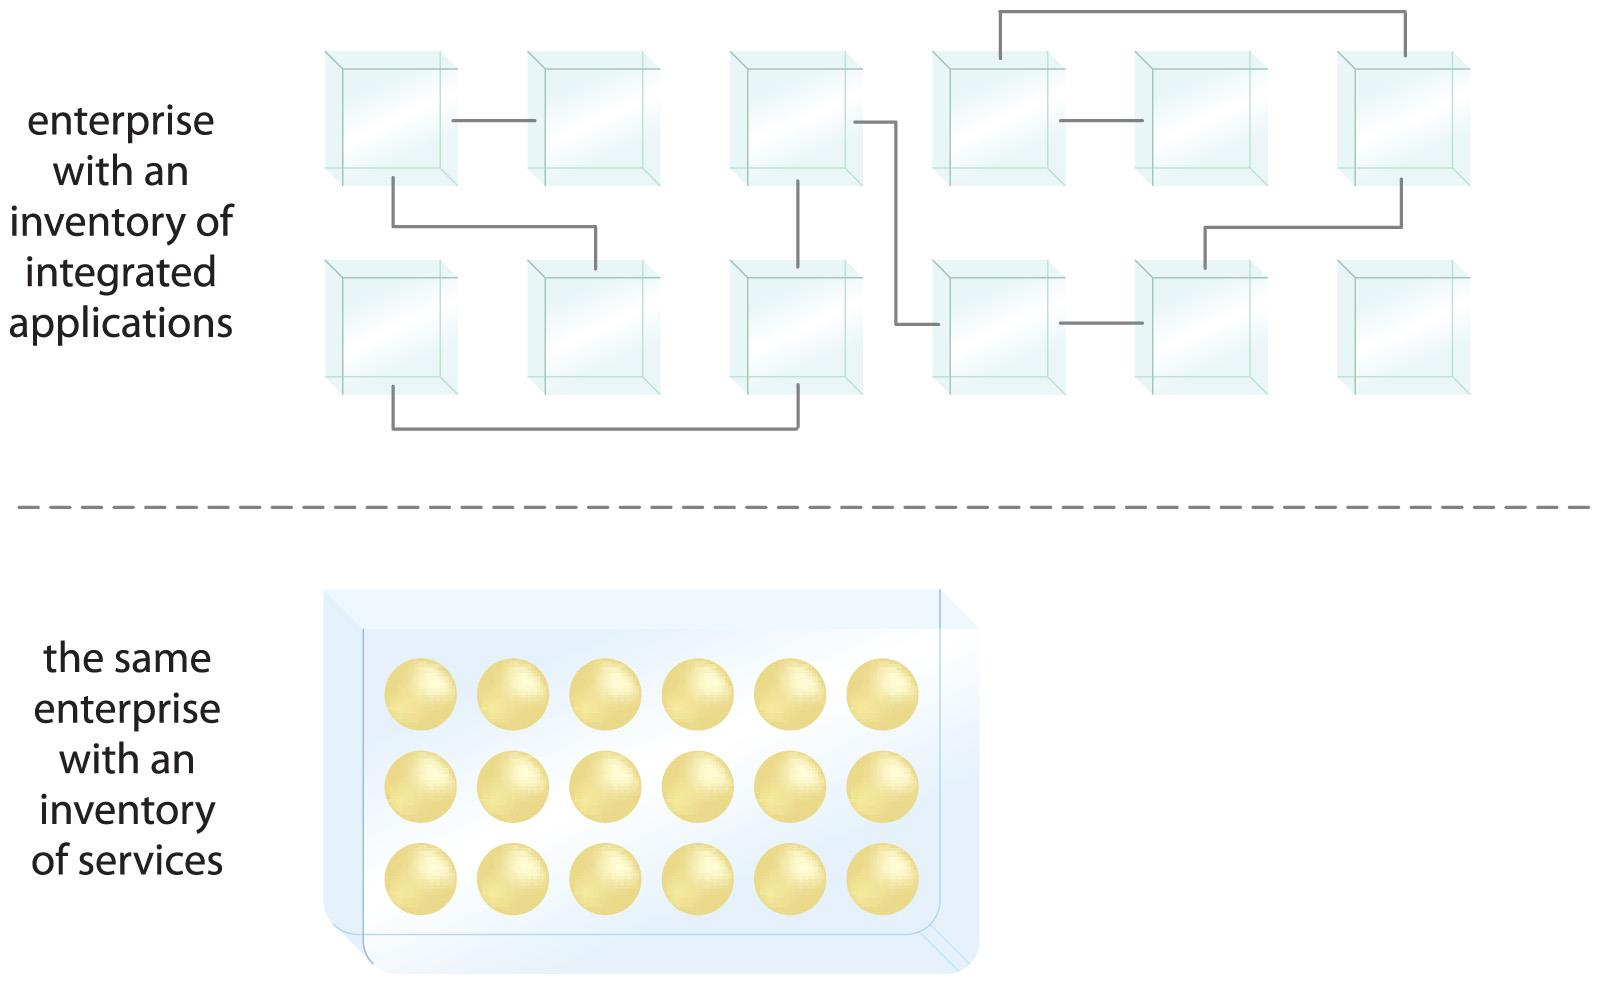 enterprise
with an
inventory of
integrated
applications
the same
enterprise
with an
inventory
of services